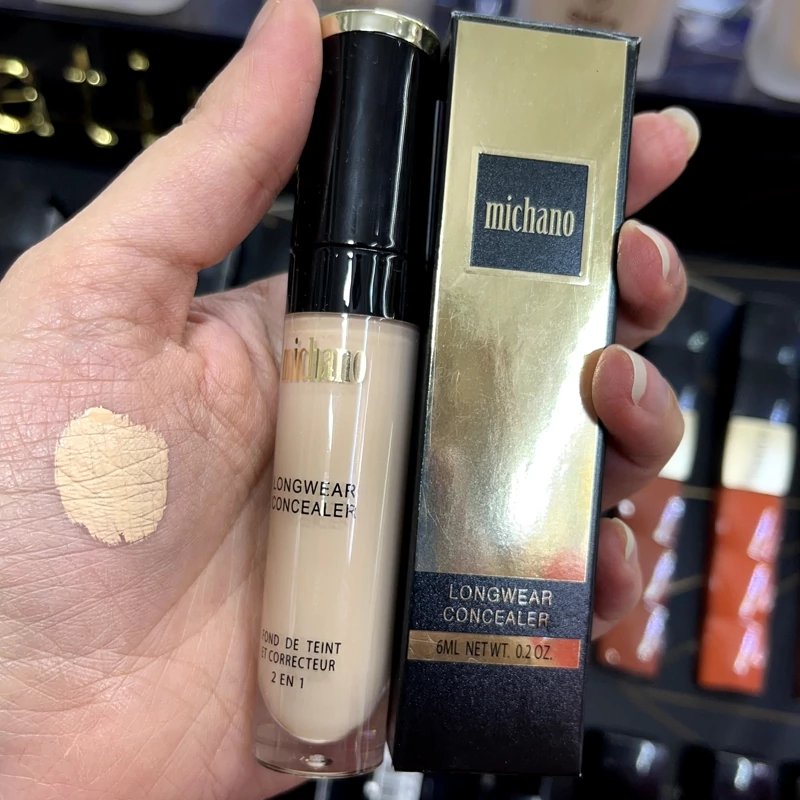 michano
LONGWEAR
CONCEALER
FOND DE TEINT
ET CORRECTEUR
2 EN 1
michano
LONGWEAR
CONCEALER
6ML NET WT. 0.2 OZ.